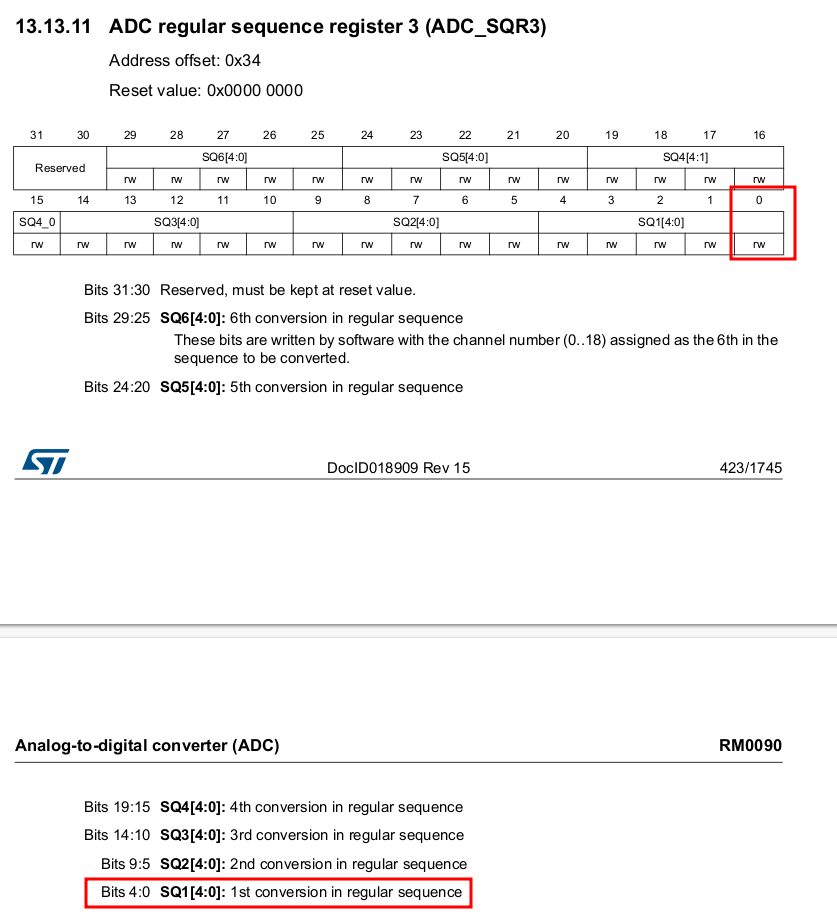 13.13.11 ADC regular sequence register 3 (ADC_SQR3)
Address offset: 0x34
Reset value: 0x0000 0000
31 30 29 28 27 26 25 24 23 22 21 20 19 18 17 16
Reserved SQ6[4:0] SQ5[4:0] SQ4[4:1]
rw rw rw rw rw rw rw rw rw rw rw rw rw rw
15 14 13 12 11 10 9 8 7 6 5 4 3 2 1 0
SQ4_0 SQ3[4:0] SQ2[4:0] SQ1[4:0]
rw rw rw rw rw rw rw rw rw rw rw rw rw rw rw rw
Bits 31:30 Reserved, must be kept at reset value.
Bits 29:25 SQ6[4:0]: 6th conversion in regular sequence
These bits are written by software with the channel number (0..18) assigned as the 6th in the
sequence to be converted.
Bits 24:20 SQ5[4:0]: 5th conversion in regular sequence
ST DocID018909 Rev 15 423/1745
Analog-to-digital converter (ADC) RM0090
Bits 19:15 SQ4[4:0]: 4th conversion in regular sequence
Bits 14:10 SQ3[4:0]: 3rd conversion in regular sequence
Bits 9:5 SQ2[4:0]: 2nd conversion in regular sequence
Bits 4:0 SQ1[4:0]: 1st conversion in regular sequence